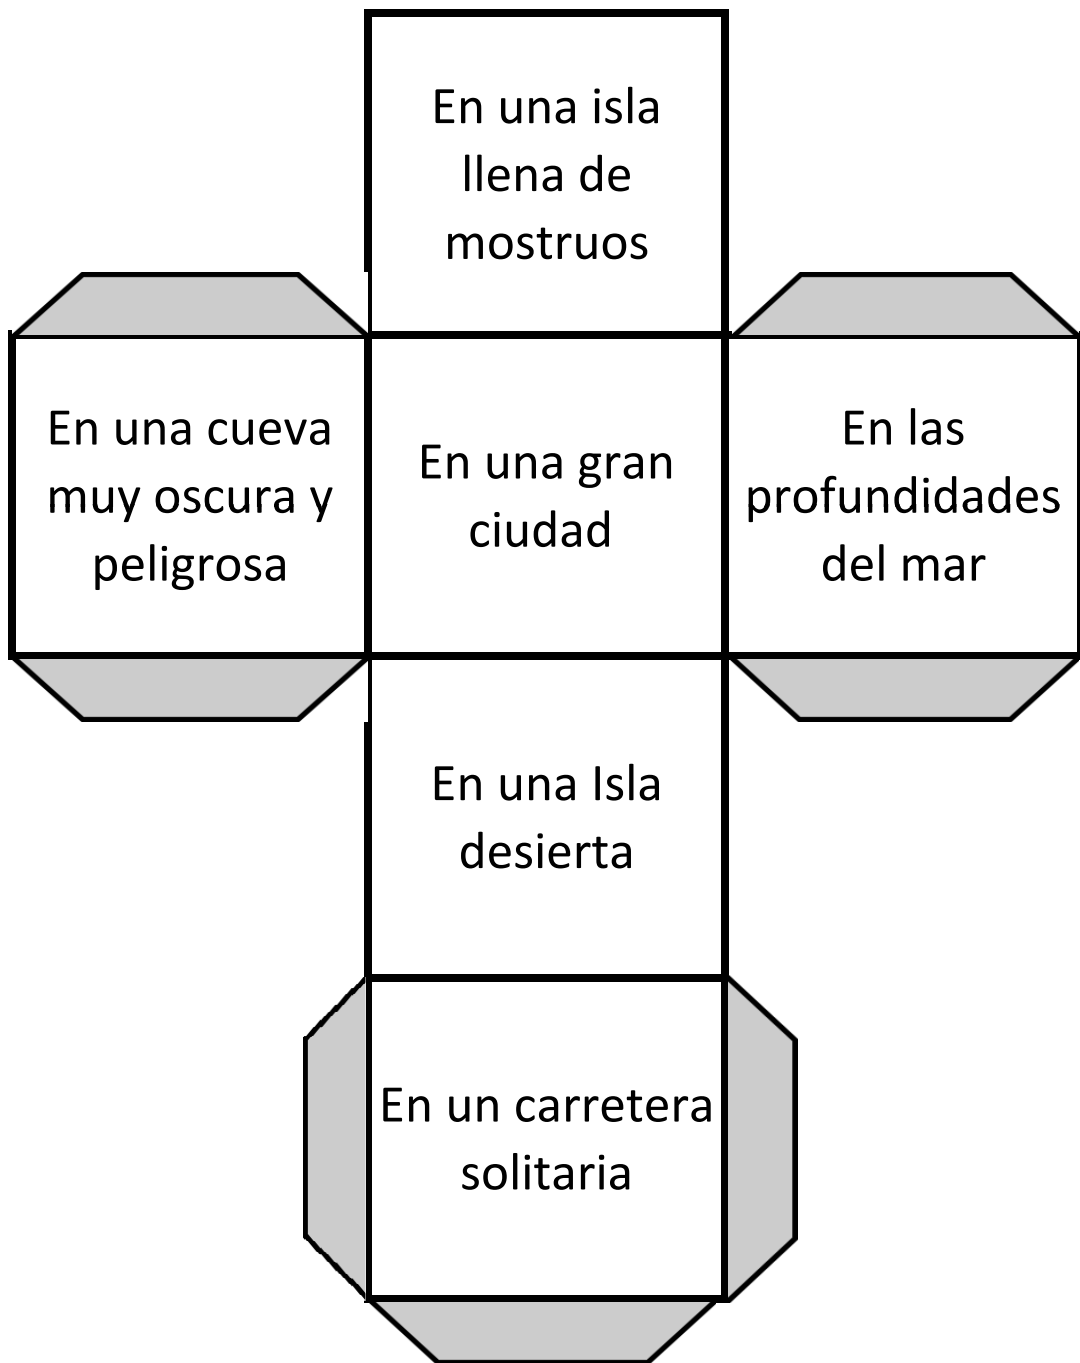 En una isla
llena de
mostruos
En una cueva
muy oscura y
peligrosa
En una gran
ciudad
En las
profundidades
del mar
En una Isla
desierta
En un carretera
solitaria